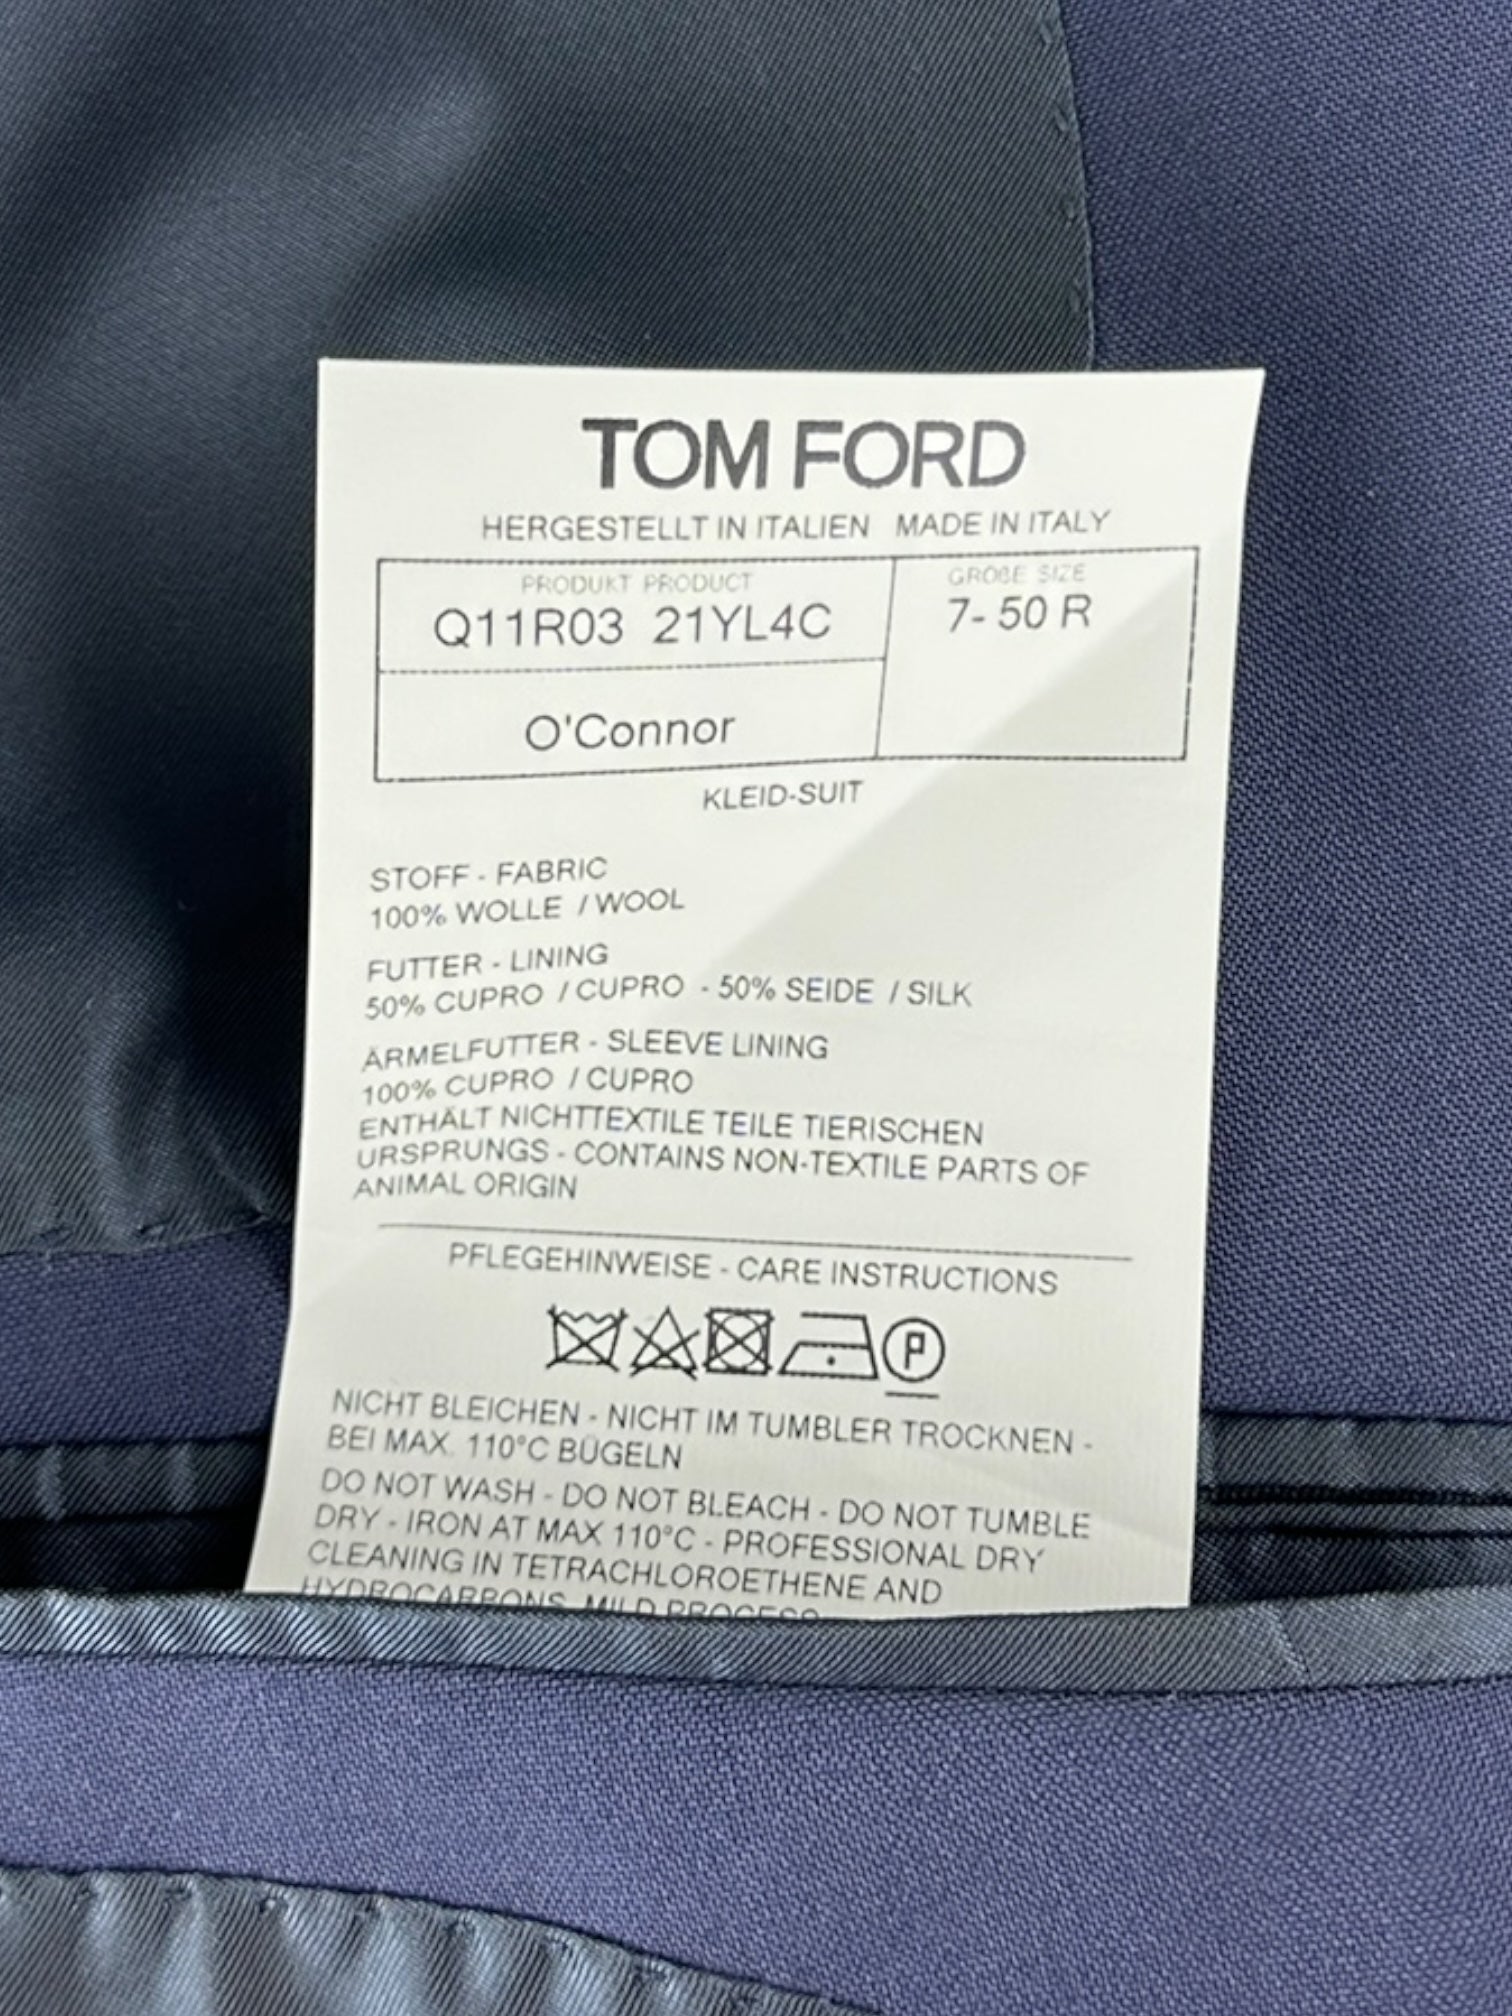 TOM FORD
HERGESTELLT IN ITALIEN MADE IN ITALY
PRODUKT PRODUCT
Q11R03 21YL4C
GROBE SIZE
7- 50 R
O'Connor
KLEID-SUIT
STOFF - FABRIC
100% WOLLE / WOOL
FUTTER - LINING
50% CUPRO / CUPRO - 50% SEIDE / SILK
ÄRMELFUTTER - SLEEVE LINING
100% CUPRO / CUPRO
ENTHÄLT NICHTTEXTILE TEILE TIERISCHEN
URSPRUNGS - CONTAINS NON-TEXTILE PARTS OF
ANIMAL ORIGIN
PFLEGEHINWEISE - CARE INSTRUCTIONS
P
NICHT BLEICHEN - NICHT IM TUMBLER TROCKNEN -
BEI MAX. 110°C BÜGELN
DO NOT WASH - DO NOT BLEACH - DO NOT TUMBLE
DRY - IRON AT MAX 110°C - PROFESSIONAL DRY
CLEANING IN TETRACHLOROETHENE AND
HYDROCARBONS, MILD PROCESS